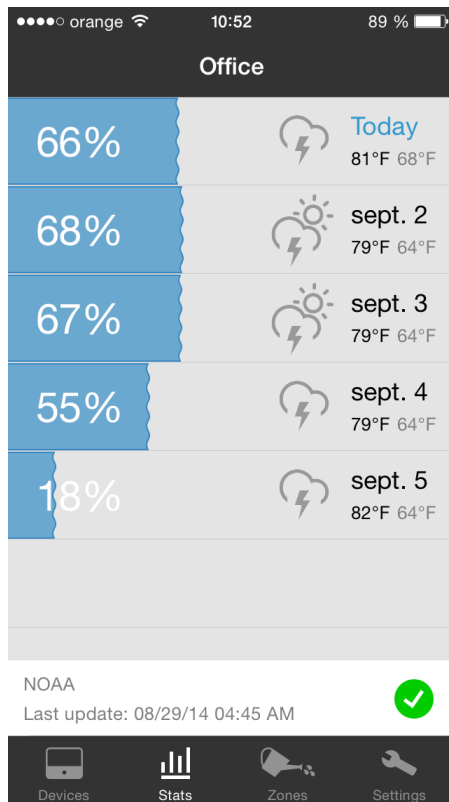 orange 10:52 89 %
Office
66% Today
81°F 68°F
68% sept. 2
79°F 64°F
67% sept. 3
79°F 64°F
55% sept. 4
79°F 64°F
18% sept. 5
82°F 64°F
NOAA
Last update: 08/29/14 04:45 AM
Devices Stats Zones Settings